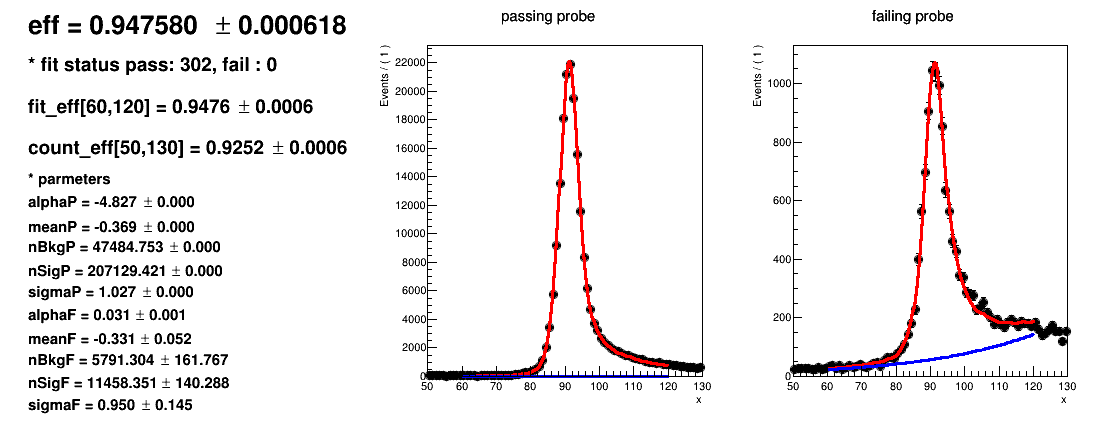 eff = 0.947580 ± 0.000618
* fit status pass: 302, fail : 0
fit_eff[60,120] = 0.9476 ± 0.0006
count_eff[50,130] = 0.9252 ± 0.0006
* parmeters
alphaP = -4.827 ± 0.000
meanP = -0.369 ± 0.000
nBkgP = 47484.753 ± 0.000
nSigP = 207129.421 ± 0.000
sigmaP = 1.027 ± 0.000
alphaF = 0.031 ± 0.001
meanF = -0.331 ± 0.052
nBkgF = 5791.304 ± 161.767
nSigF = 11458.351 ± 140.288
sigmaF = 0.950 ± 0.145
passing probe
Events / ( 1 )
22000
20000
18000
16000
14000
12000
10000
8000
6000
4000
2000
0
50 60 70 80 90 100 110 120 130
x
failing probe
Events / ( 1 )
1000
800
600
400
200
0
50 60 70 80 90 100 110 120 130
x